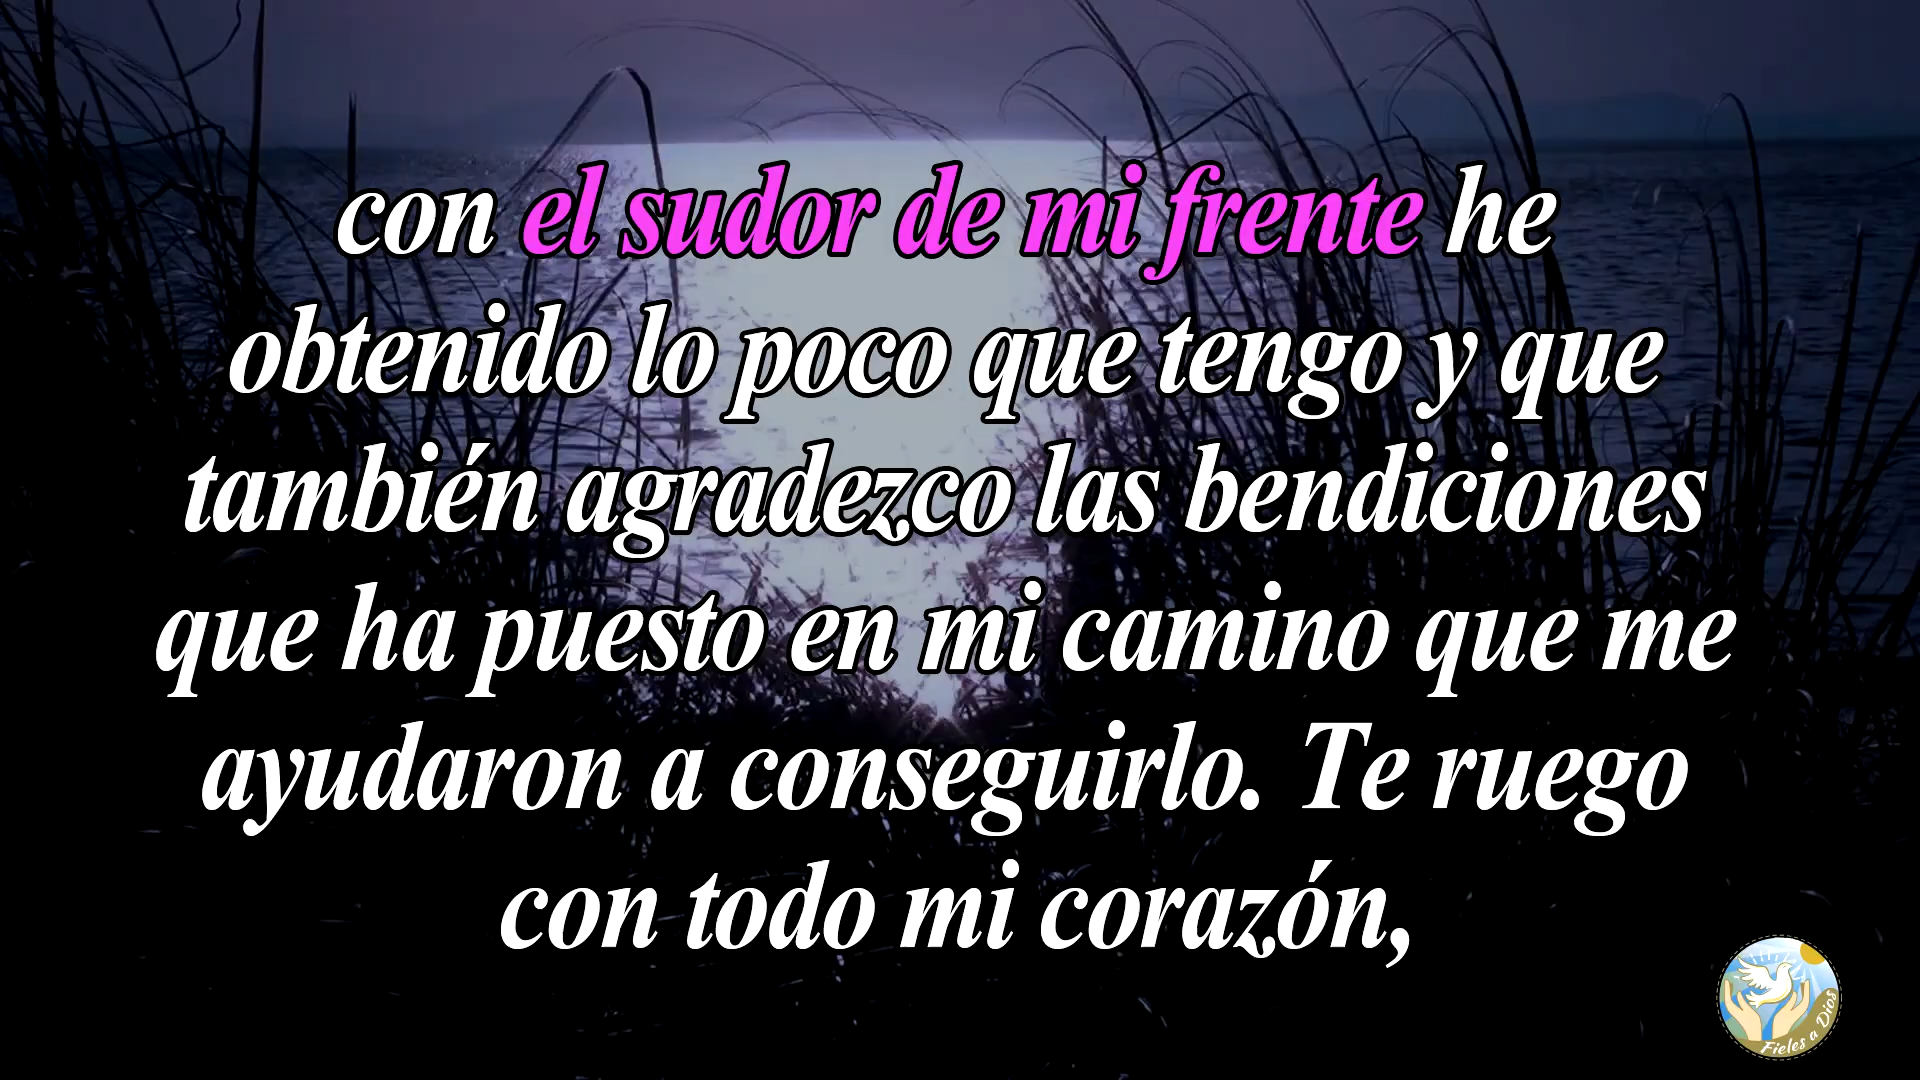 con el sudor de mi frente he
obtenido lo poco que tengo y que
también agradezco las bendiciones
que ha puesto en mi camino que me
ayudaron a conseguirlo. Te ruego
con todo mi corazón,
Fieles a Dios